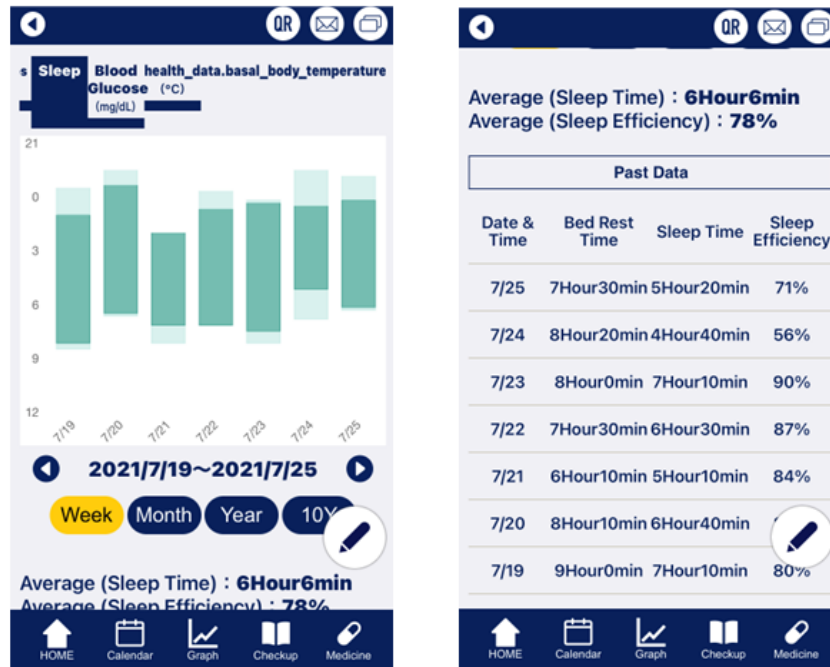 QR
s Sleep Blood Glucose (mg/dL) health_data.basal_body_temperature (°C)
21
0
3
6
9
12
7/19 7/20 7/21 7/22 7/23 7/24 7/25
2021/7/19~2021/7/25
Week Month Year 10Y
Average (Sleep Time) : 6Hour6min
Average (Sleep Efficiency) : 78%
HOME Calendar Graph Checkup Medicine
QR
Average (Sleep Time) : 6Hour6min
Average (Sleep Efficiency) : 78%
Past Data
Date & Time Bed Rest Time Sleep Time Sleep Efficiency
7/25 7Hour30min 5Hour20min 71%
7/24 8Hour20min 4Hour40min 56%
7/23 8Hour0min 7Hour10min 90%
7/22 7Hour30min 6Hour30min 87%
7/21 6Hour10min 5Hour10min 84%
7/20 8Hour10min 6Hour40min
7/19 9Hour0min 7Hour10min 80%
HOME Calendar Graph Checkup Medicine